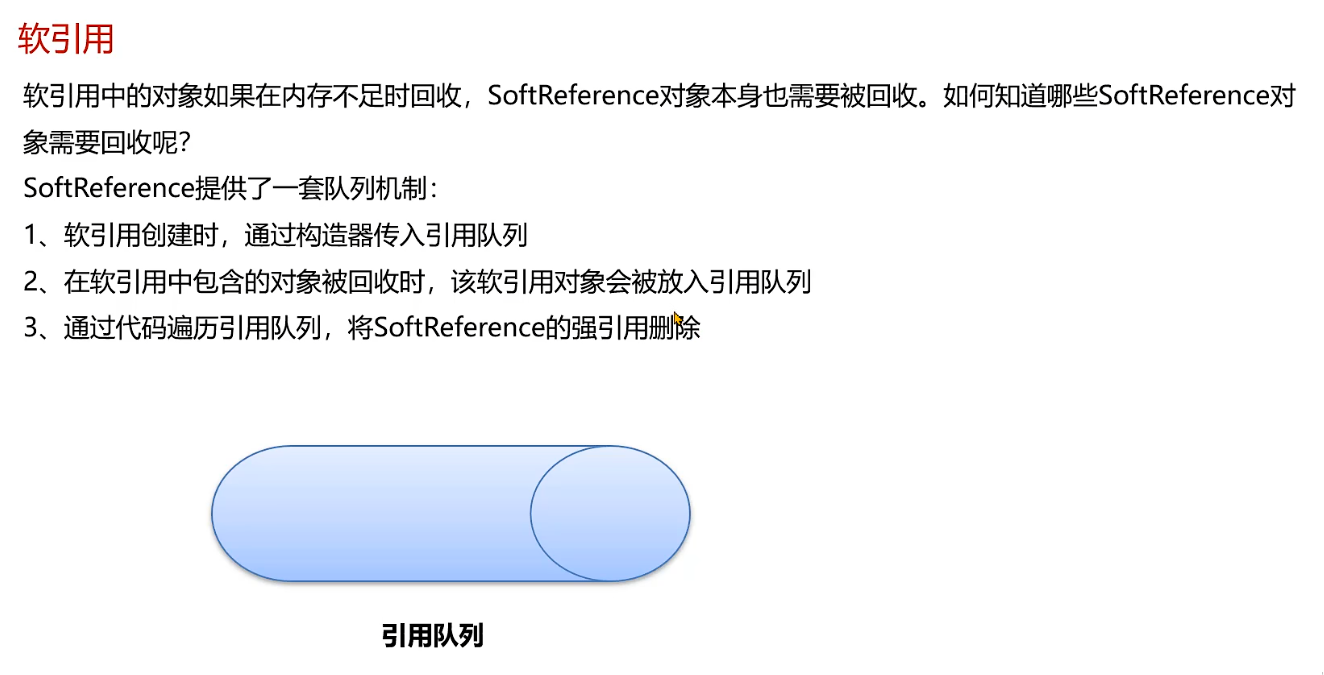 软引用
软引用中的对象如果在内存不足时回收，SoftReference对象本身也需要被回收。如何知道哪些SoftReference对
象需要回收呢？
SoftReference提供了一套队列机制：
1、软引用创建时，通过构造器传入引用队列
2、在软引用中包含的对象被回收时，该软引用对象会被放入引用队列
3、通过代码遍历引用队列，将SoftReference的强引用删除
引用队列